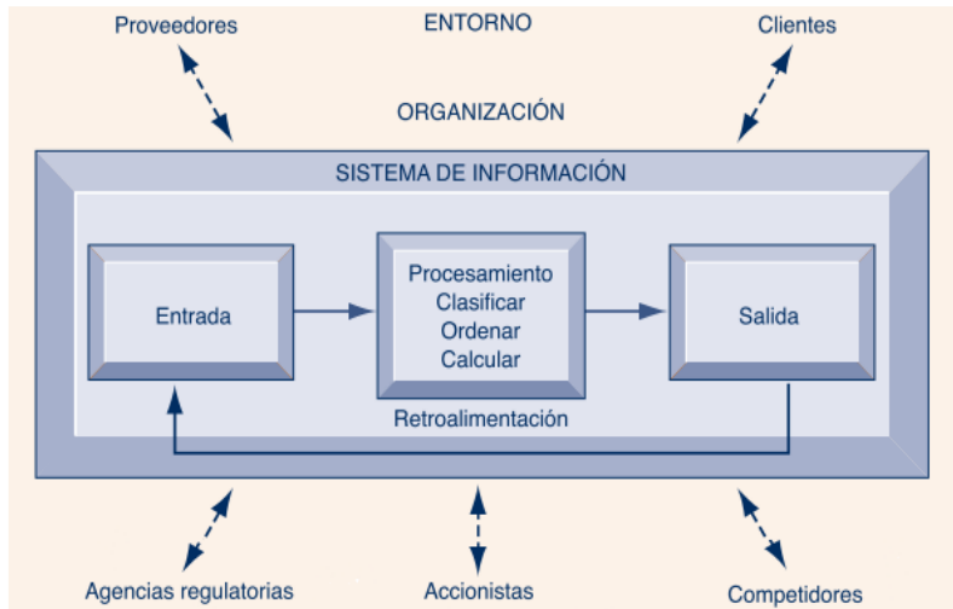 Proveedores
ENTORNO
Clientes
ORGANIZACIÓN
SISTEMA DE INFORMACIÓN
Entrada
Procesamiento
Clasificar
Ordenar
Calcular
Salida
Retroalimentación
Agencias regulatorias
Accionistas
Competidores